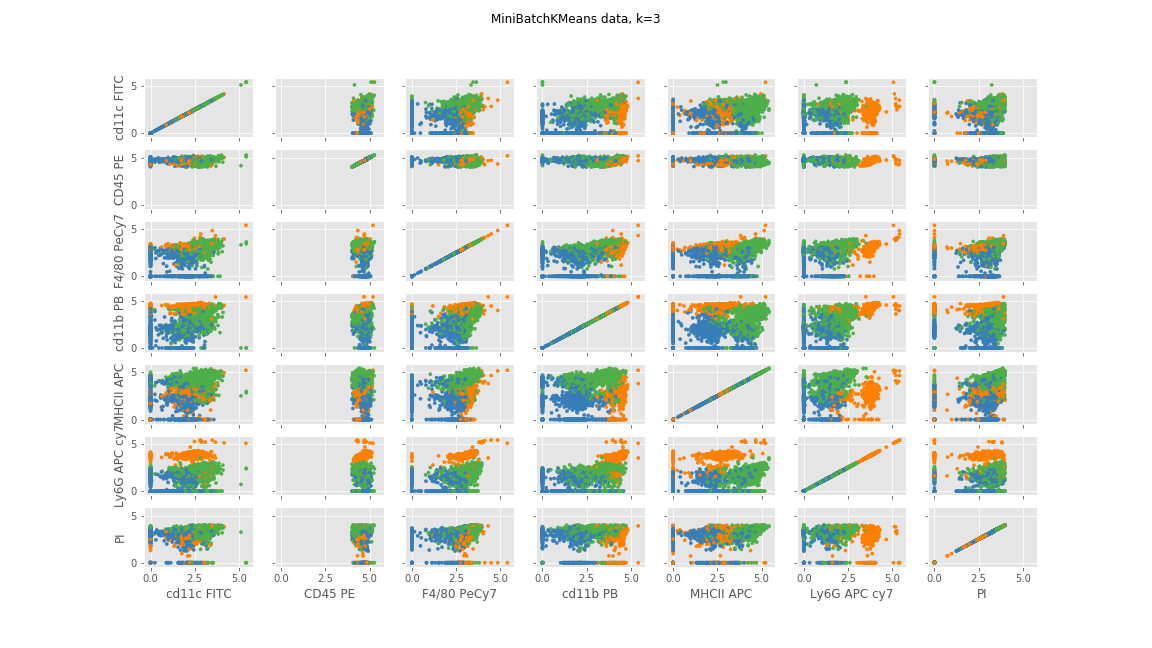 MiniBatchKMeans data, k=3
cd11c FITC
5
0
CD45 PE
5
0
F4/80 PeCy7
5
0
cd11b PB
5
0
MHCII APC
5
0
Ly6G APC cy7
5
0
PI
5
0
0.0 2.5 5.0 0.0 2.5 5.0 0.0 2.5 5.0 0.0 2.5 5.0 0.0 2.5 5.0 0.0 2.5 5.0 0.0 2.5 5.0
cd11c FITC CD45 PE F4/80 PeCy7 cd11b PB MHCII APC Ly6G APC cy7 PI